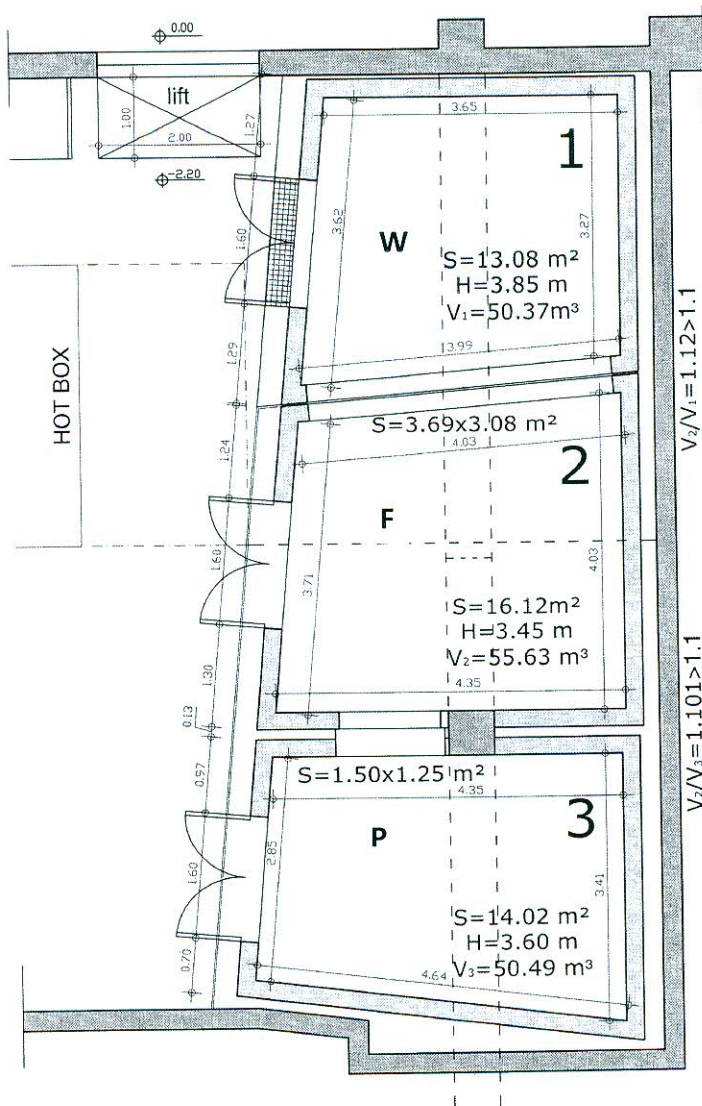 0.00
lift
1.00
2.00
1.27
-2.20
3.65
1
3.62
3.27
W
S=13.08 m²
H=3.85 m
V₁=50.37m³
1.60
3.99
1.29
HOT BOX
V₂/V₁=1.12>1.1
S=3.69x3.08 m²
4.03
2
1.24
F
4.03
3.71
1.60
S=16.12m²
H=3.45 m
V₂=55.63 m³
4.35
1.30
0.13
V₂/V₃=1.101>1.1
S=1.50x1.25 m²
4.35
0.97
3
P
2.85
3.41
1.60
S=14.02 m²
H=3.60 m
V₃=50.49 m³
4.64
0.70